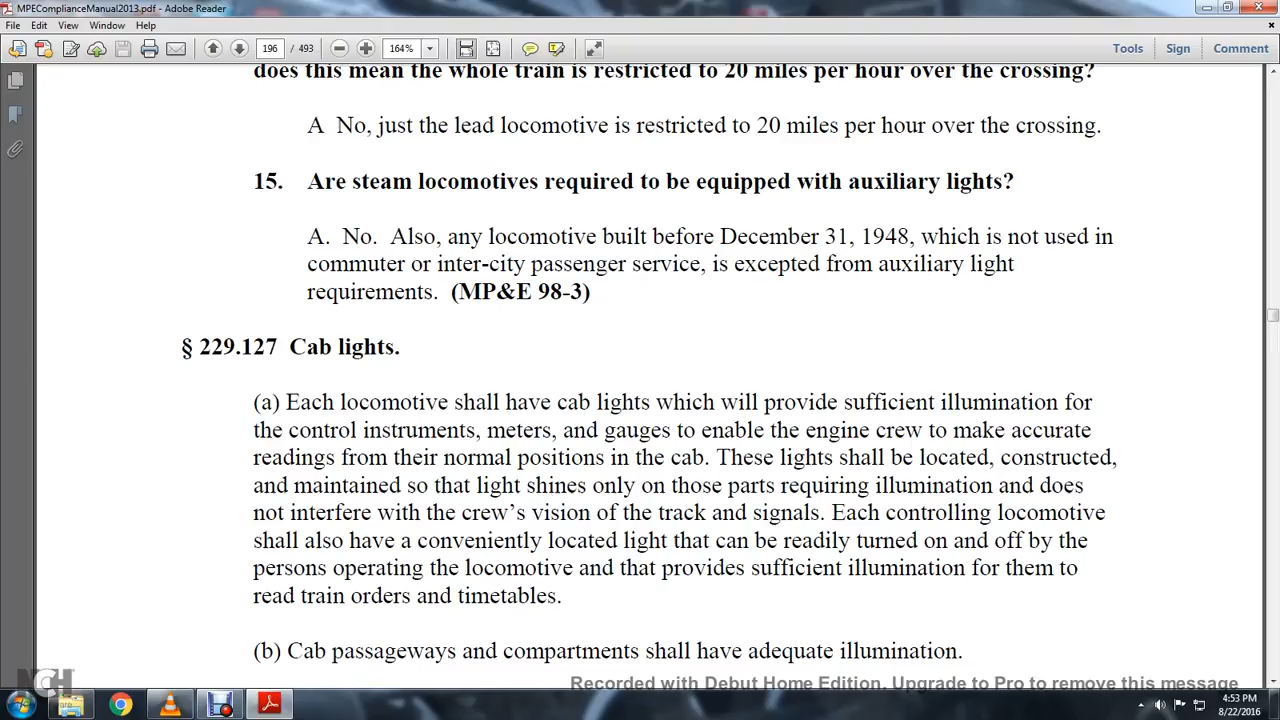 MPEComplianceManual2013.pdf - Adobe Reader
File Edit View Window Help
196 / 493 164% Tools Sign Comment
does this mean the whole train is restricted to 20 miles per hour over the crossing?
A No, just the lead locomotive is restricted to 20 miles per hour over the crossing.
15. Are steam locomotives required to be equipped with auxiliary lights?
A. No. Also, any locomotive built before December 31, 1948, which is not used in
commuter or inter-city passenger service, is excepted from auxiliary light
requirements. (MP&E 98-3)
§ 229.127 Cab lights.
(a) Each locomotive shall have cab lights which will provide sufficient illumination for
the control instruments, meters, and gauges to enable the engine crew to make accurate
readings from their normal positions in the cab. These lights shall be located, constructed,
and maintained so that light shines only on those parts requiring illumination and does
not interfere with the crew's vision of the track and signals. Each controlling locomotive
shall also have a conveniently located light that can be readily turned on and off by the
persons operating the locomotive and that provides sufficient illumination for them to
read train orders and timetables.
(b) Cab passageways and compartments shall have adequate illumination.
NCH
Recorded with Debut Home Edition. Upgrade to Pro to remove this message
4:53 PM
8/22/2016